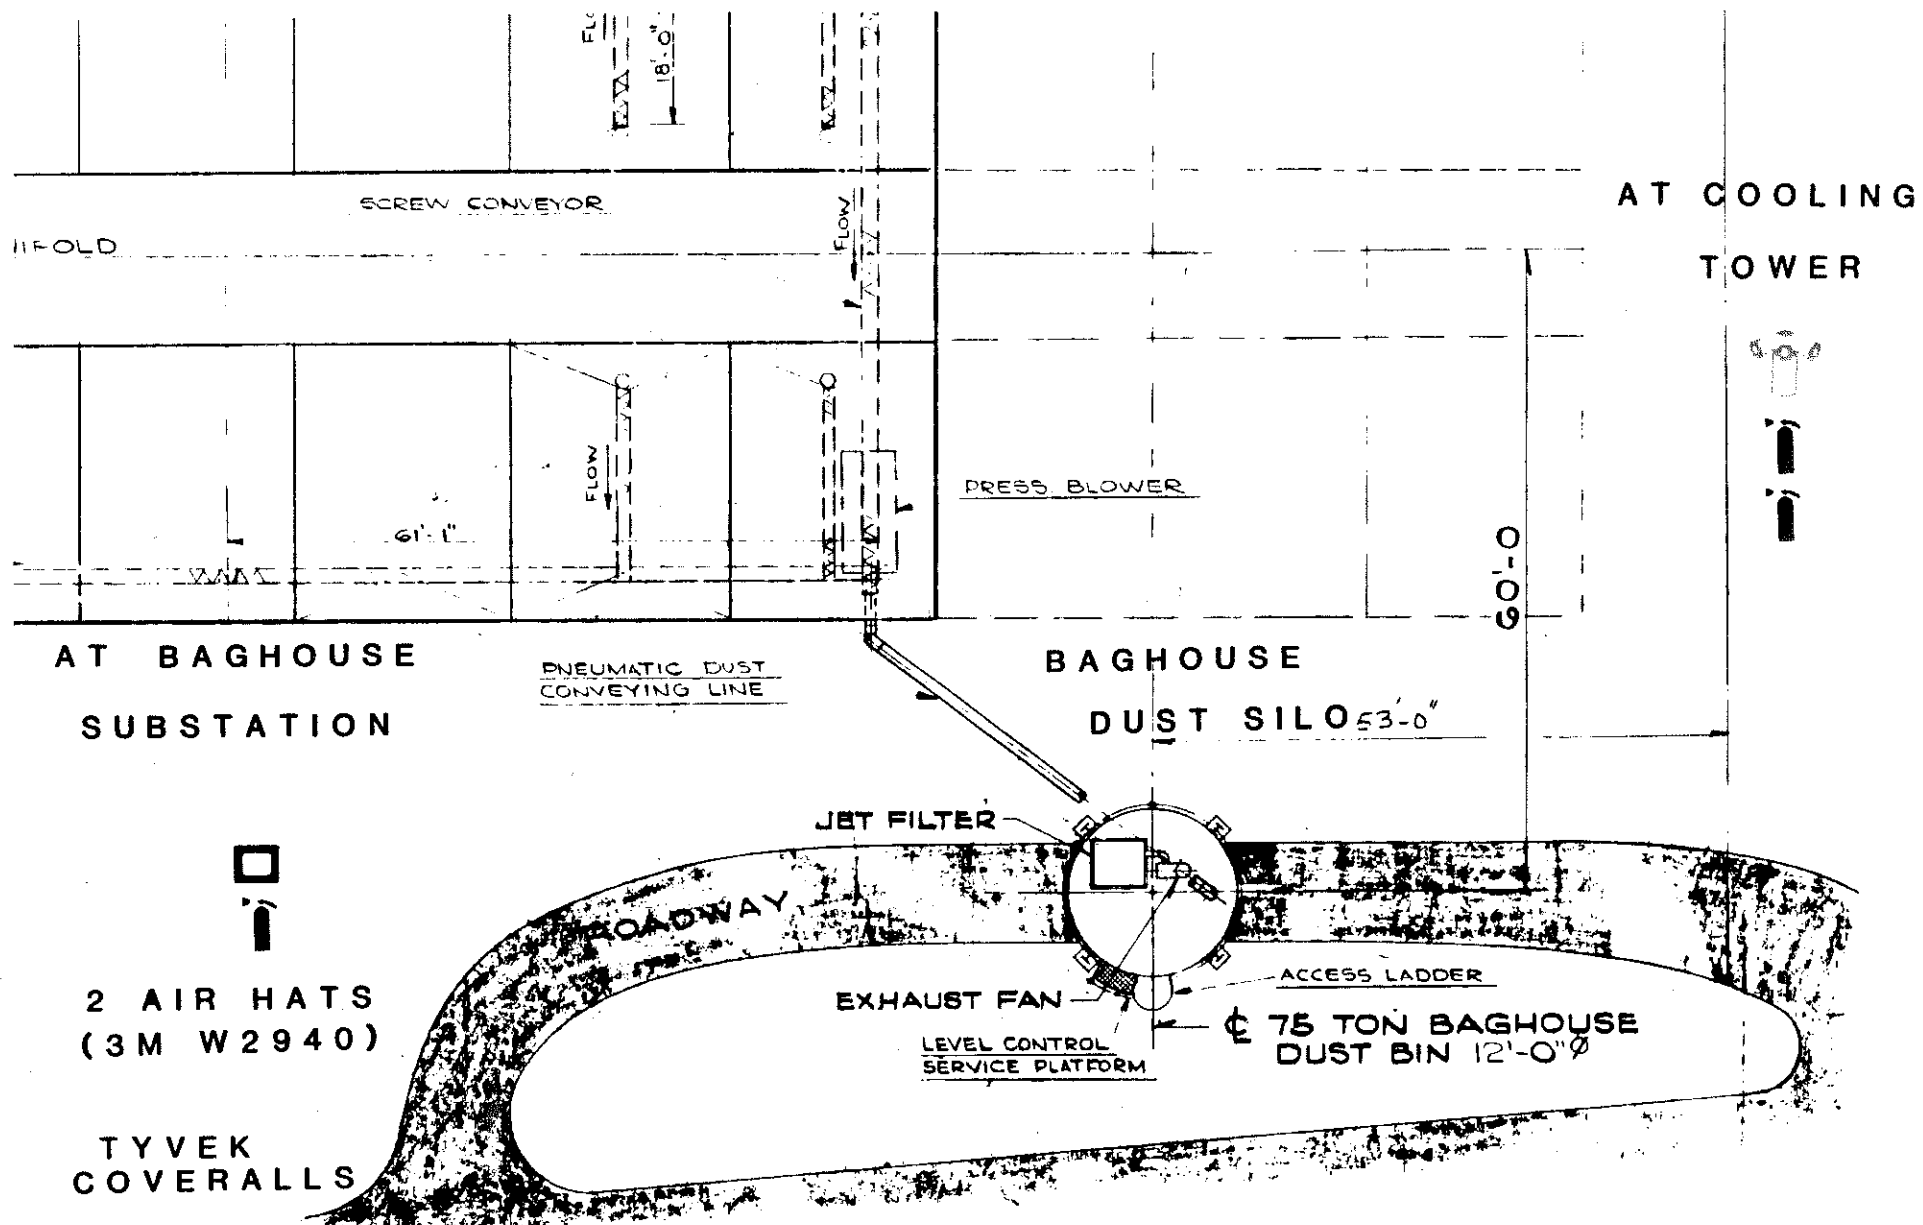 FLO
18'-0"
SCREW CONVEYOR
FLOW
IFOLD
AT COOLING
TOWER
FLOW
PRESS. BLOWER
61'-1"
60'-0
AT BAGHOUSE
SUBSTATION
PNEUMATIC DUST
CONVEYING LINE
BAGHOUSE
DUST SILO
53'-0"
JET FILTER
ROADWAY
2 AIR HATS
(3M W2940)
EXHAUST FAN
ACCESS LADDER
LEVEL CONTROL
SERVICE PLATFORM
℄ 75 TON BAGHOUSE
DUST BIN 12'-0"Ø
TYVEK
COVERALLS